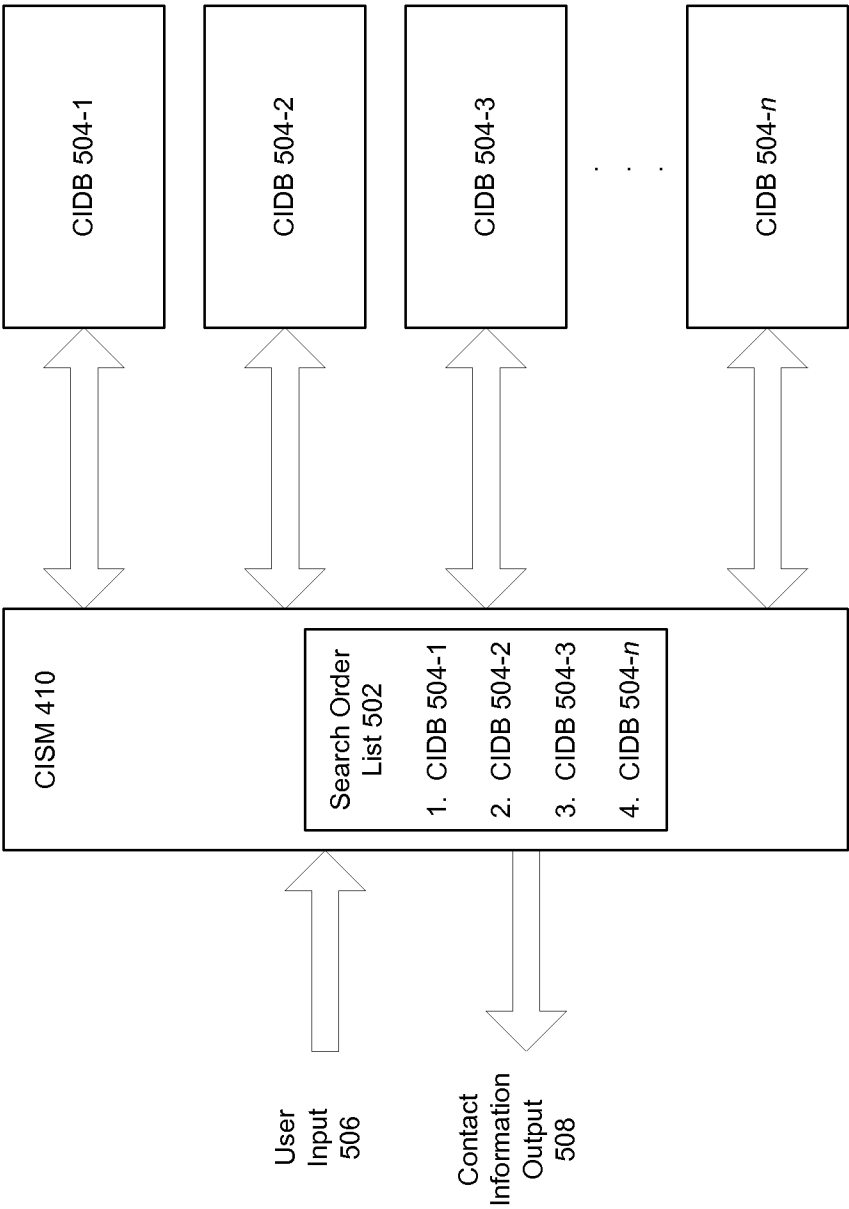 User
Input
506
Contact
Information
Output
508
CISM 410
Search Order
List 502
1. CIDB 504-1
2. CIDB 504-2
3. CIDB 504-3
4. CIDB 504-n
CIDB 504-1
CIDB 504-2
CIDB 504-3
. . .
CIDB 504-n